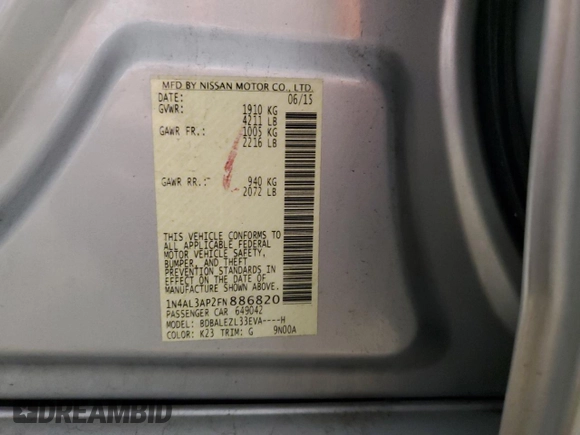 MFD BY NISSAN MOTOR CO., LTD.
DATE: 06/15
GVWR: 1910 KG
4211 LB
GAWR FR.: 1005 KG
2216 LB
GAWR RR.: 940 KG
2072 LB
THIS VEHICLE CONFORMS TO
ALL APPLICABLE FEDERAL
MOTOR VEHICLE SAFETY,
BUMPER, AND THEFT
PREVENTION STANDARDS IN
EFFECT ON THE DATE OF
MANUFACTURE SHOWN ABOVE.
1N4AL3AP2FN886820
PASSENGER CAR 649042
MODEL: BDBALEZL33EVA----H
COLOR: K23 TRIM: G 9N00A
DREAMBID